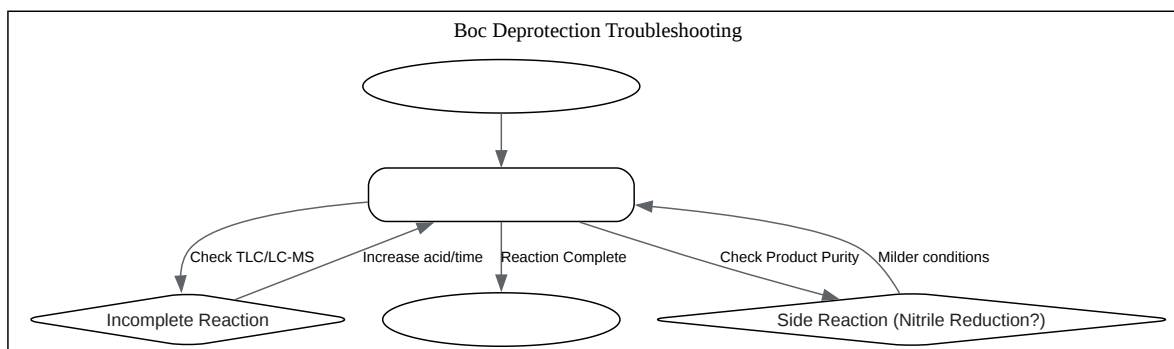 Boc Deprotection Troubleshooting
Check TLC/LC-MS
Increase acid/time
Reaction Complete
Check Product Purity
Milder conditions
Incomplete Reaction
Side Reaction (Nitrile Reduction?)